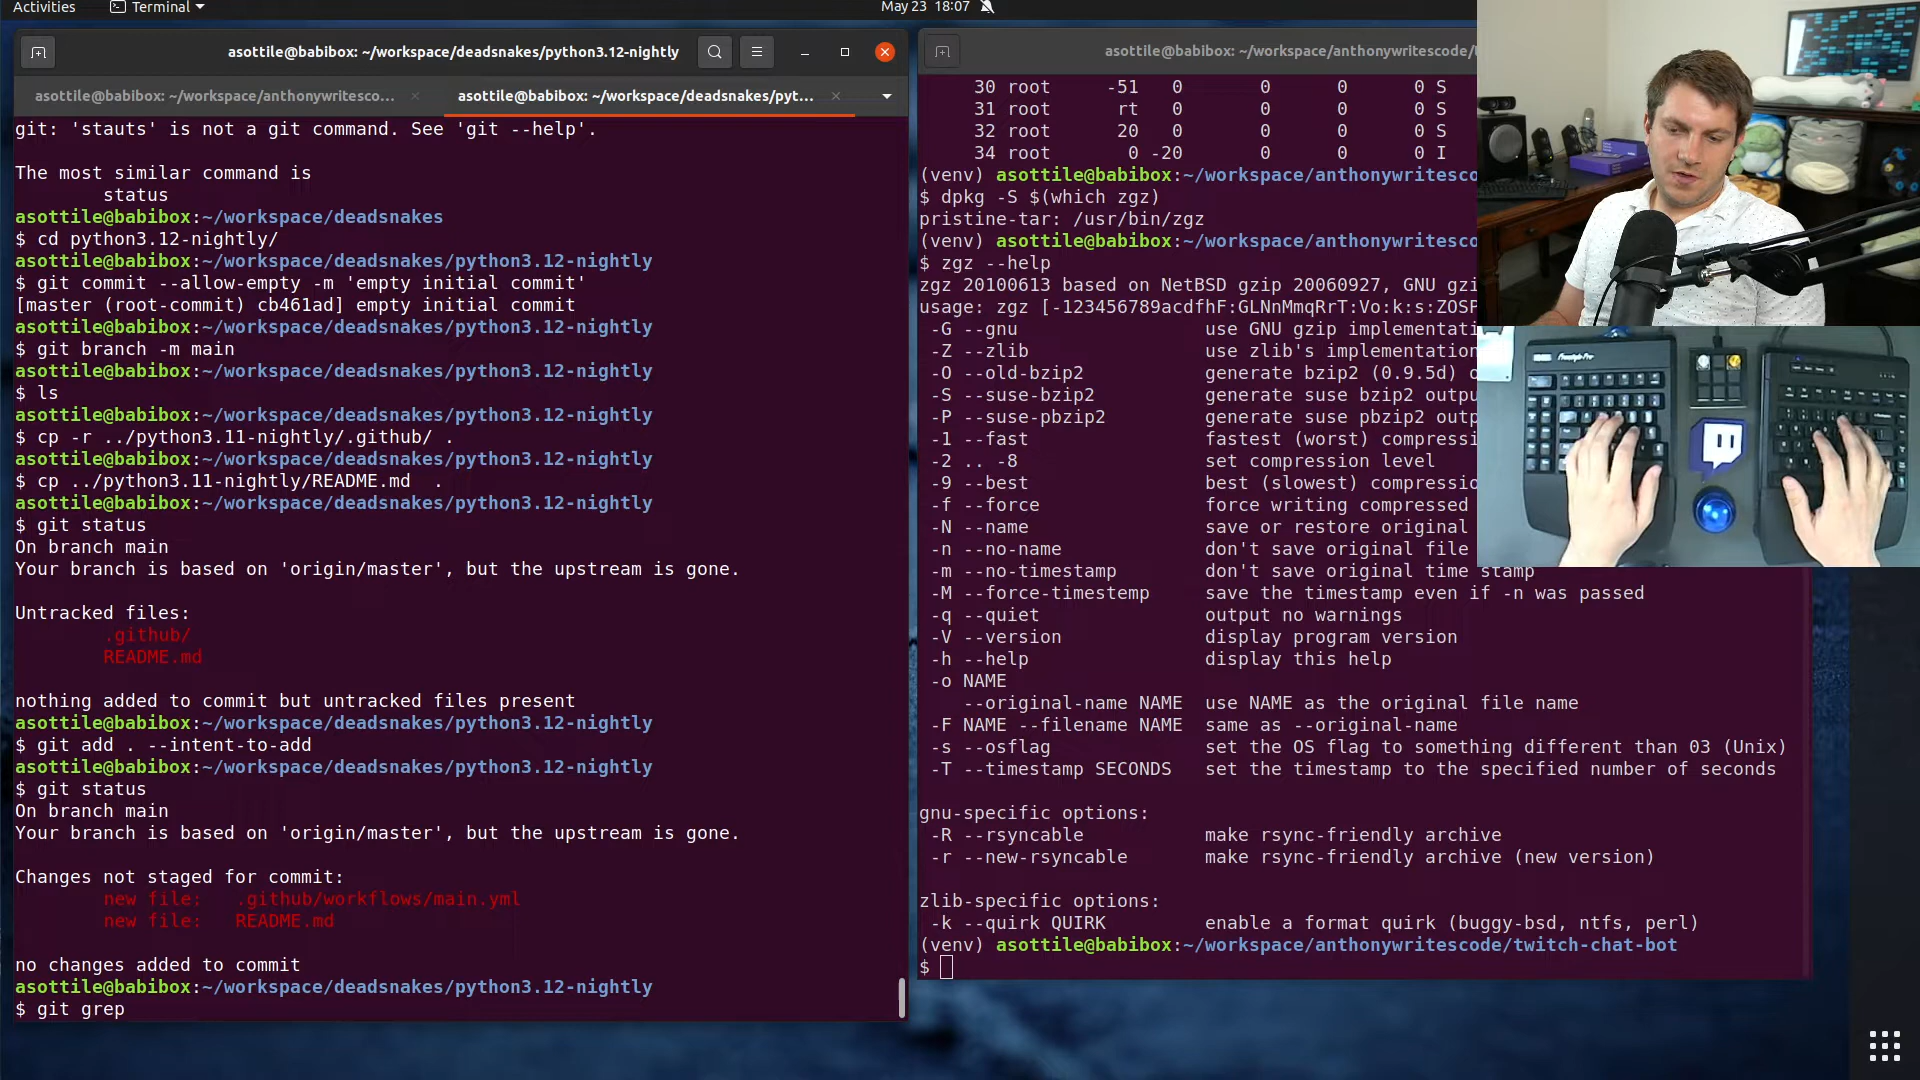 Activities
Terminal
May 23 18:07
asottile@babibox: ~/workspace/deadsnakes/python3.12-nightly
asottile@babibox: ~/workspace/anthonywritesco...
asottile@babibox: ~/workspace/deadsnakes/pyt...
git: 'stauts' is not a git command. See 'git --help'.
The most similar command is
status
asottile@babibox:~/workspace/deadsnakes
$ cd python3.12-nightly/
asottile@babibox:~/workspace/deadsnakes/python3.12-nightly
$ git commit --allow-empty -m 'empty initial commit'
[master (root-commit) cb461ad] empty initial commit
asottile@babibox:~/workspace/deadsnakes/python3.12-nightly
$ git branch -m main
asottile@babibox:~/workspace/deadsnakes/python3.12-nightly
$ ls
asottile@babibox:~/workspace/deadsnakes/python3.12-nightly
$ cp -r ../python3.11-nightly/.github/ .
asottile@babibox:~/workspace/deadsnakes/python3.12-nightly
$ cp ../python3.11-nightly/README.md  .
asottile@babibox:~/workspace/deadsnakes/python3.12-nightly
$ git status
On branch main
Your branch is based on 'origin/master', but the upstream is gone.
Untracked files:
.github/
README.md
nothing added to commit but untracked files present
asottile@babibox:~/workspace/deadsnakes/python3.12-nightly
$ git add . --intent-to-add
asottile@babibox:~/workspace/deadsnakes/python3.12-nightly
$ git status
On branch main
Your branch is based on 'origin/master', but the upstream is gone.
Changes not staged for commit:
new file:   .github/workflows/main.yml
new file:   README.md
no changes added to commit
asottile@babibox:~/workspace/deadsnakes/python3.12-nightly
$ git grep
asottile@babibox: ~/workspace/anthonywritescode/
30 root -51 0 0 0 0 S
31 root rt 0 0 0 0 S
32 root 20 0 0 0 0 S
34 root 0 -20 0 0 0 I
(venv) asottile@babibox:~/workspace/anthonywritesco
$ dpkg -S $(which zgz)
pristine-tar: /usr/bin/zgz
(venv) asottile@babibox:~/workspace/anthonywritesco
$ zgz --help
zgz 20100613 based on NetBSD gzip 20060927, GNU gzi
usage: zgz [-123456789acdfhF:GLNnMmqRrT:Vo:k:s:ZOSP
-G --gnu use GNU gzip implementati
-Z --zlib use zlib's implementation
-O --old-bzip2 generate bzip2 (0.9.5d) o
-S --suse-bzip2 generate suse bzip2 outpu
-P --suse-pbzip2 generate suse pbzip2 outp
-1 --fast fastest (worst) compressi
-2 .. -8 set compression level
-9 --best best (slowest) compressio
-f --force force writing compressed
-N --name save or restore original
-n --no-name don't save original file
-m --no-timestamp don't save original time stamp
-M --force-timestemp save the timestamp even if -n was passed
-q --quiet output no warnings
-V --version display program version
-h --help display this help
-o NAME
--original-name NAME use NAME as the original file name
-F NAME --filename NAME same as --original-name
-s --osflag set the OS flag to something different than 03 (Unix)
-T --timestamp SECONDS set the timestamp to the specified number of seconds
gnu-specific options:
-R --rsyncable make rsync-friendly archive
-r --new-rsyncable make rsync-friendly archive (new version)
zlib-specific options:
-k --quirk QUIRK enable a format quirk (buggy-bsd, ntfs, perl)
(venv) asottile@babibox:~/workspace/anthonywritescode/twitch-chat-bot
$
Freestyle Pro